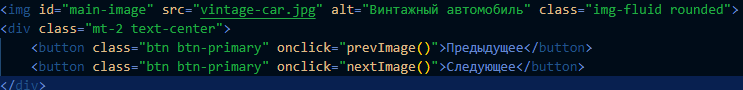 <img id="main-image" src="vintage-car.jpg" alt="Винтажный автомобиль" class="img-fluid rounded">
<div class="mt-2 text-center">
<button class="btn btn-primary" onclick="prevImage()">Предыдущее</button>
<button class="btn btn-primary" onclick="nextImage()">Следующее</button>
</div>